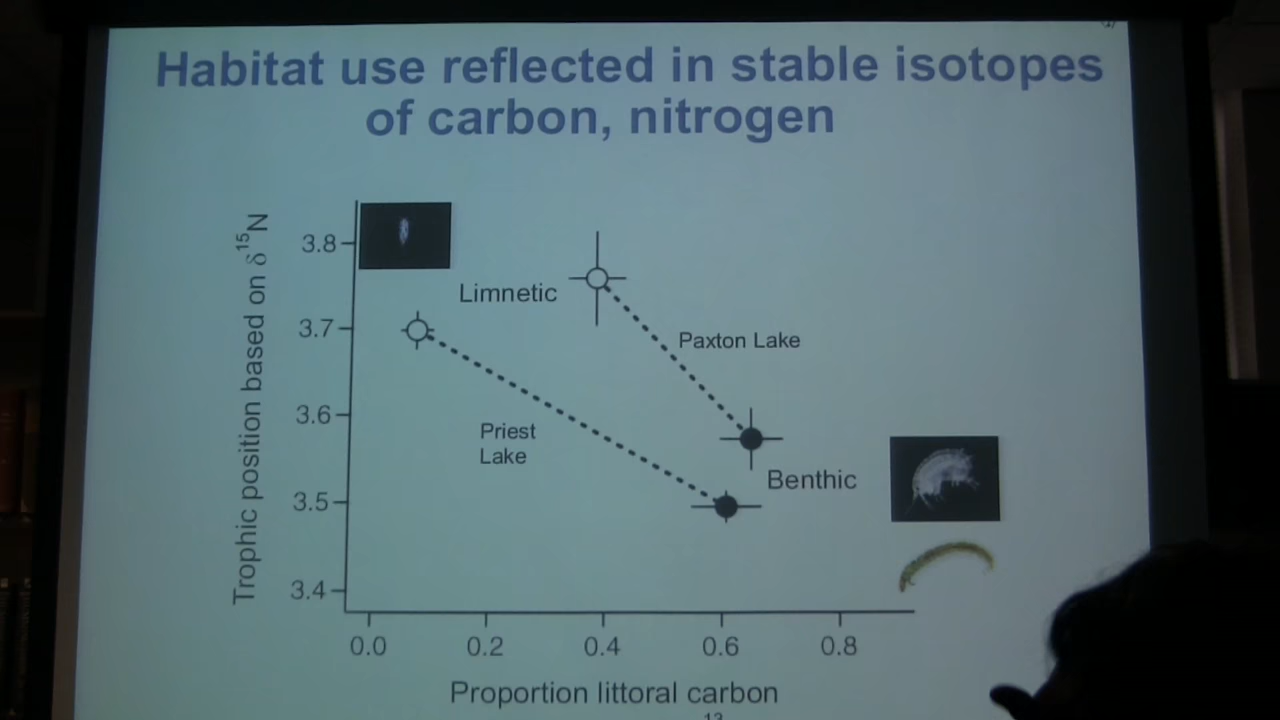 Habitat use reflected in stable isotopes
of carbon, nitrogen
Trophic position based on δ¹⁵N
3.8
3.7
3.6
3.5
3.4
Limnetic
Paxton Lake
Priest
Lake
Benthic
0.0 0.2 0.4 0.6 0.8
Proportion littoral carbon
13